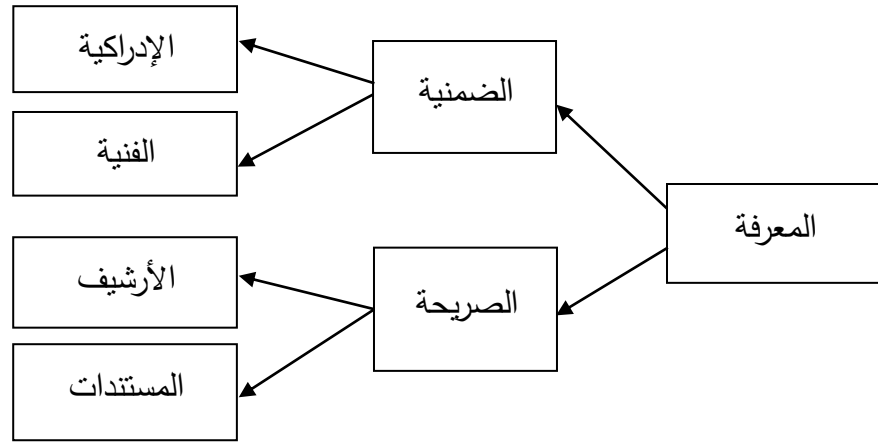 المعرفة
الضمنية
الصريحة
الإدراكية
الفنية
الأرشيف
المستندات